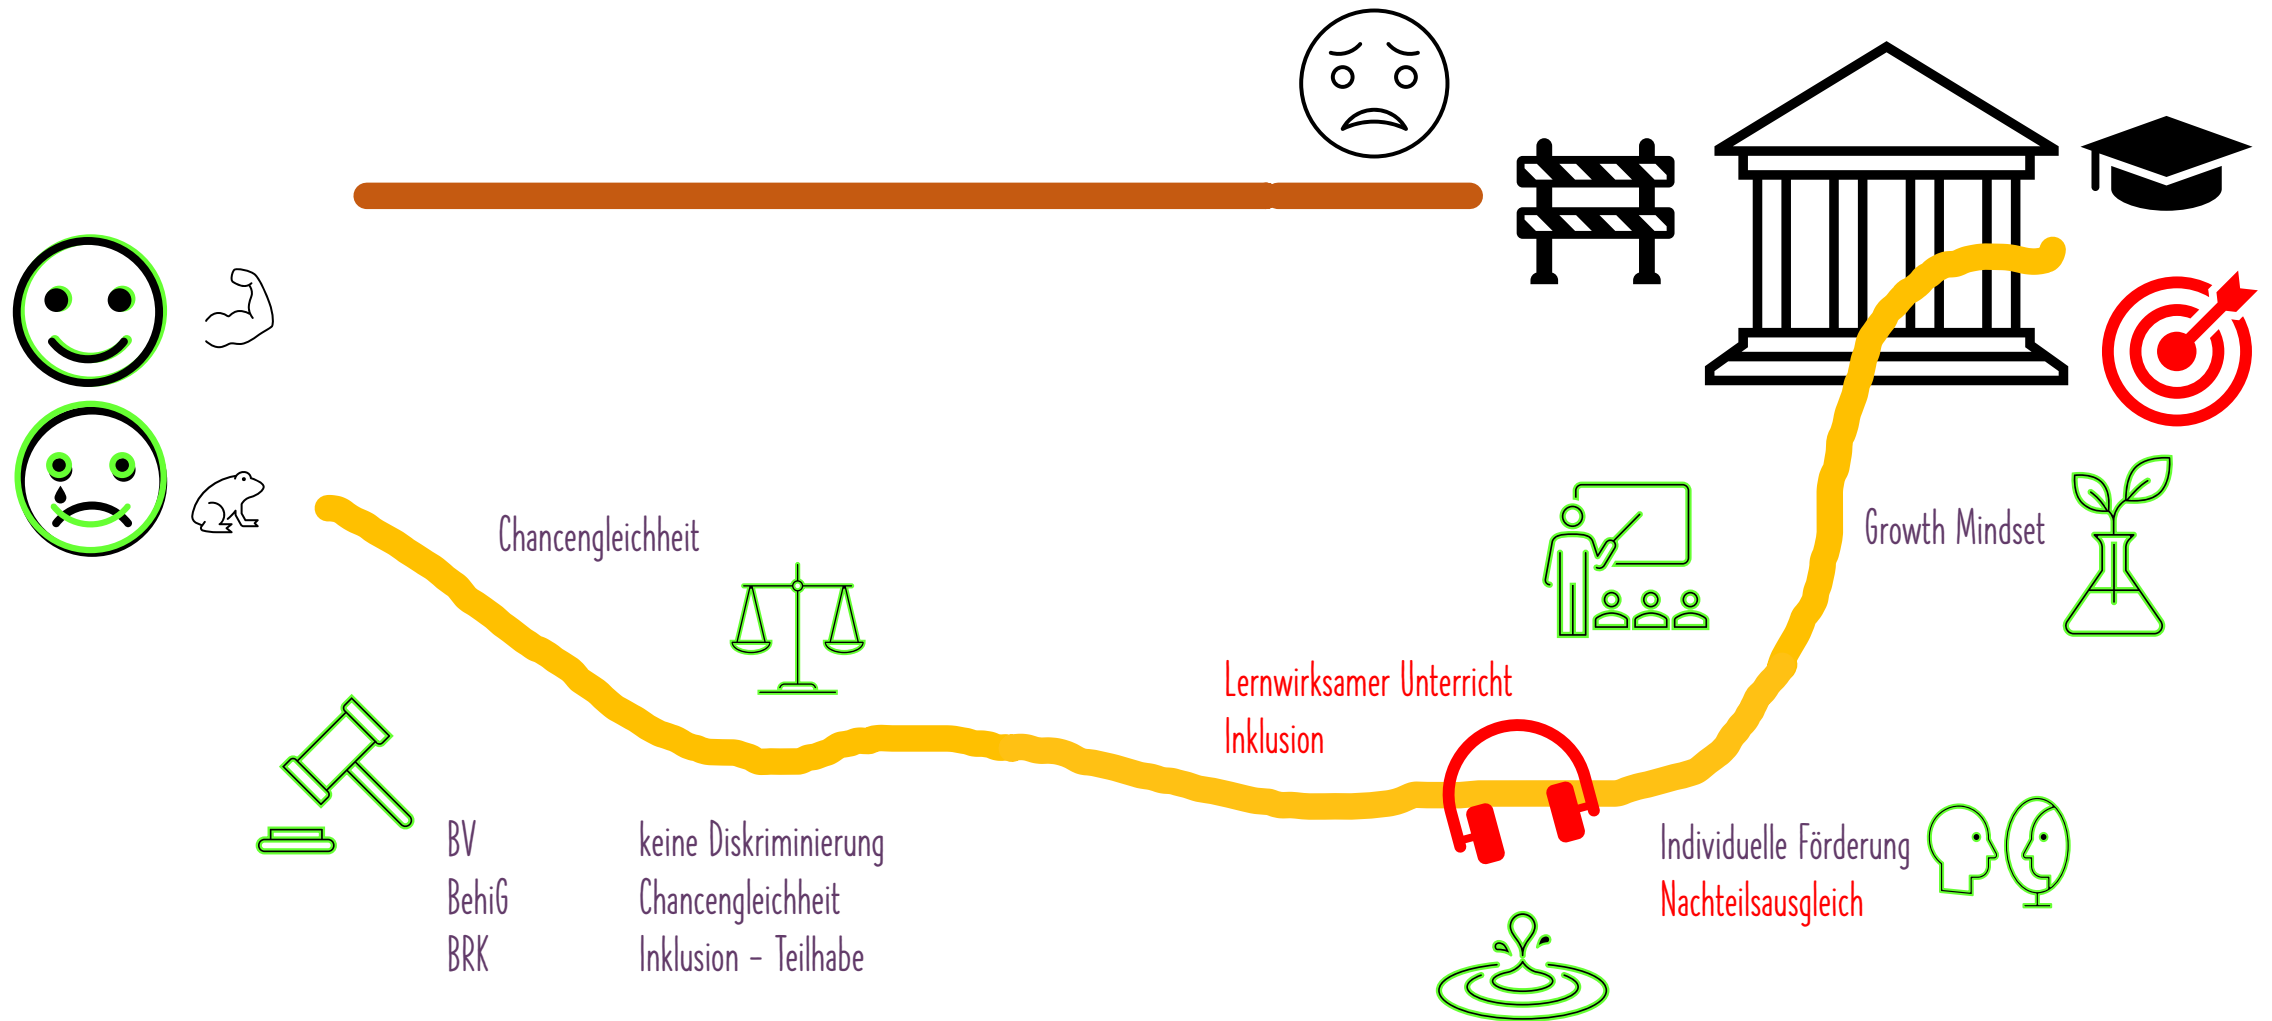 Chancengleichheit
Growth Mindset
Lernwirksamer Unterricht
Inklusion
BV keine Diskriminierung
BehiG Chancengleichheit
BRK Inklusion – Teilhabe
Individuelle Förderung
Nachteilsausgleich